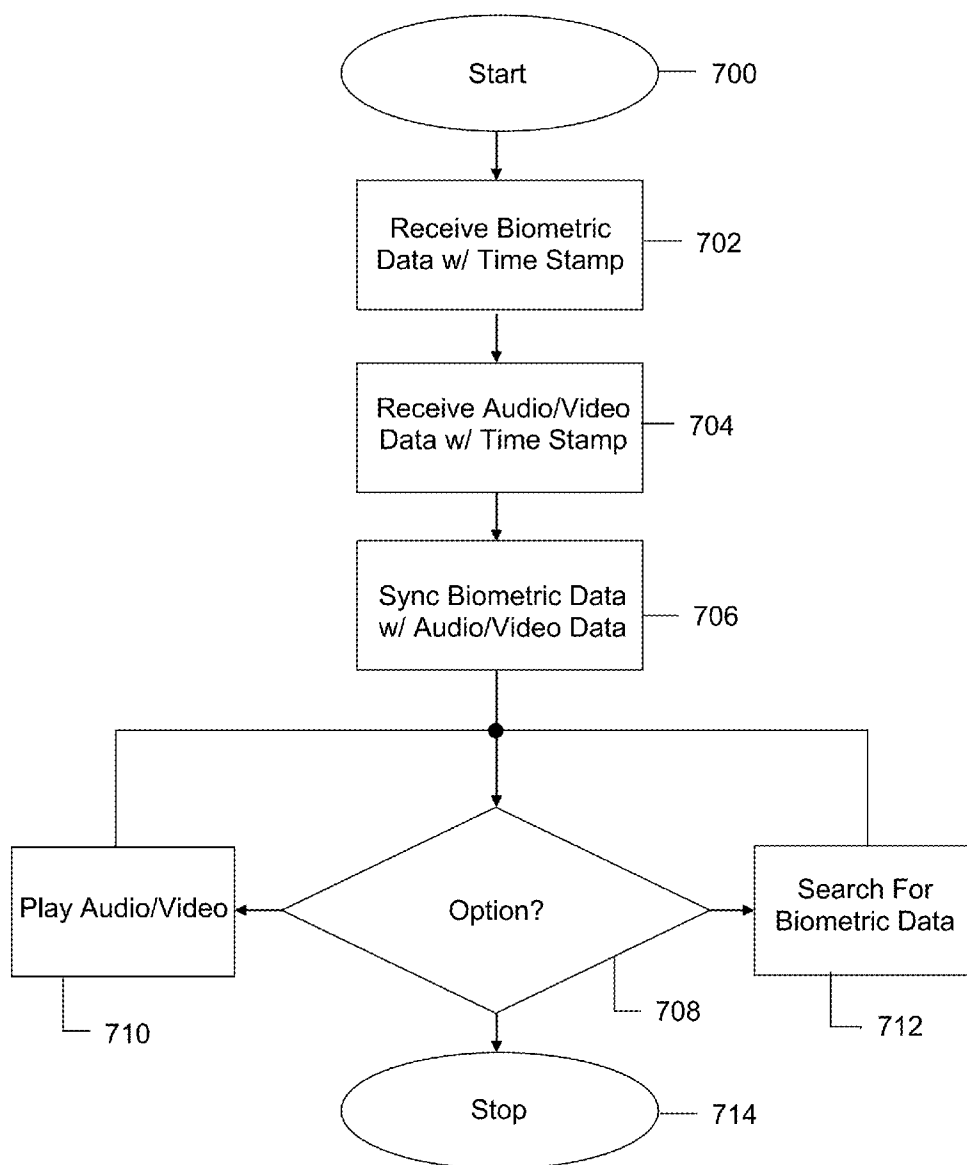 Start
700
Receive Biometric
Data w/ Time Stamp
702
Receive Audio/Video
Data w/ Time Stamp
704
Sync Biometric Data
w/ Audio/Video Data
706
Play Audio/Video
710
Option?
708
Search For
Biometric Data
712
Stop
714